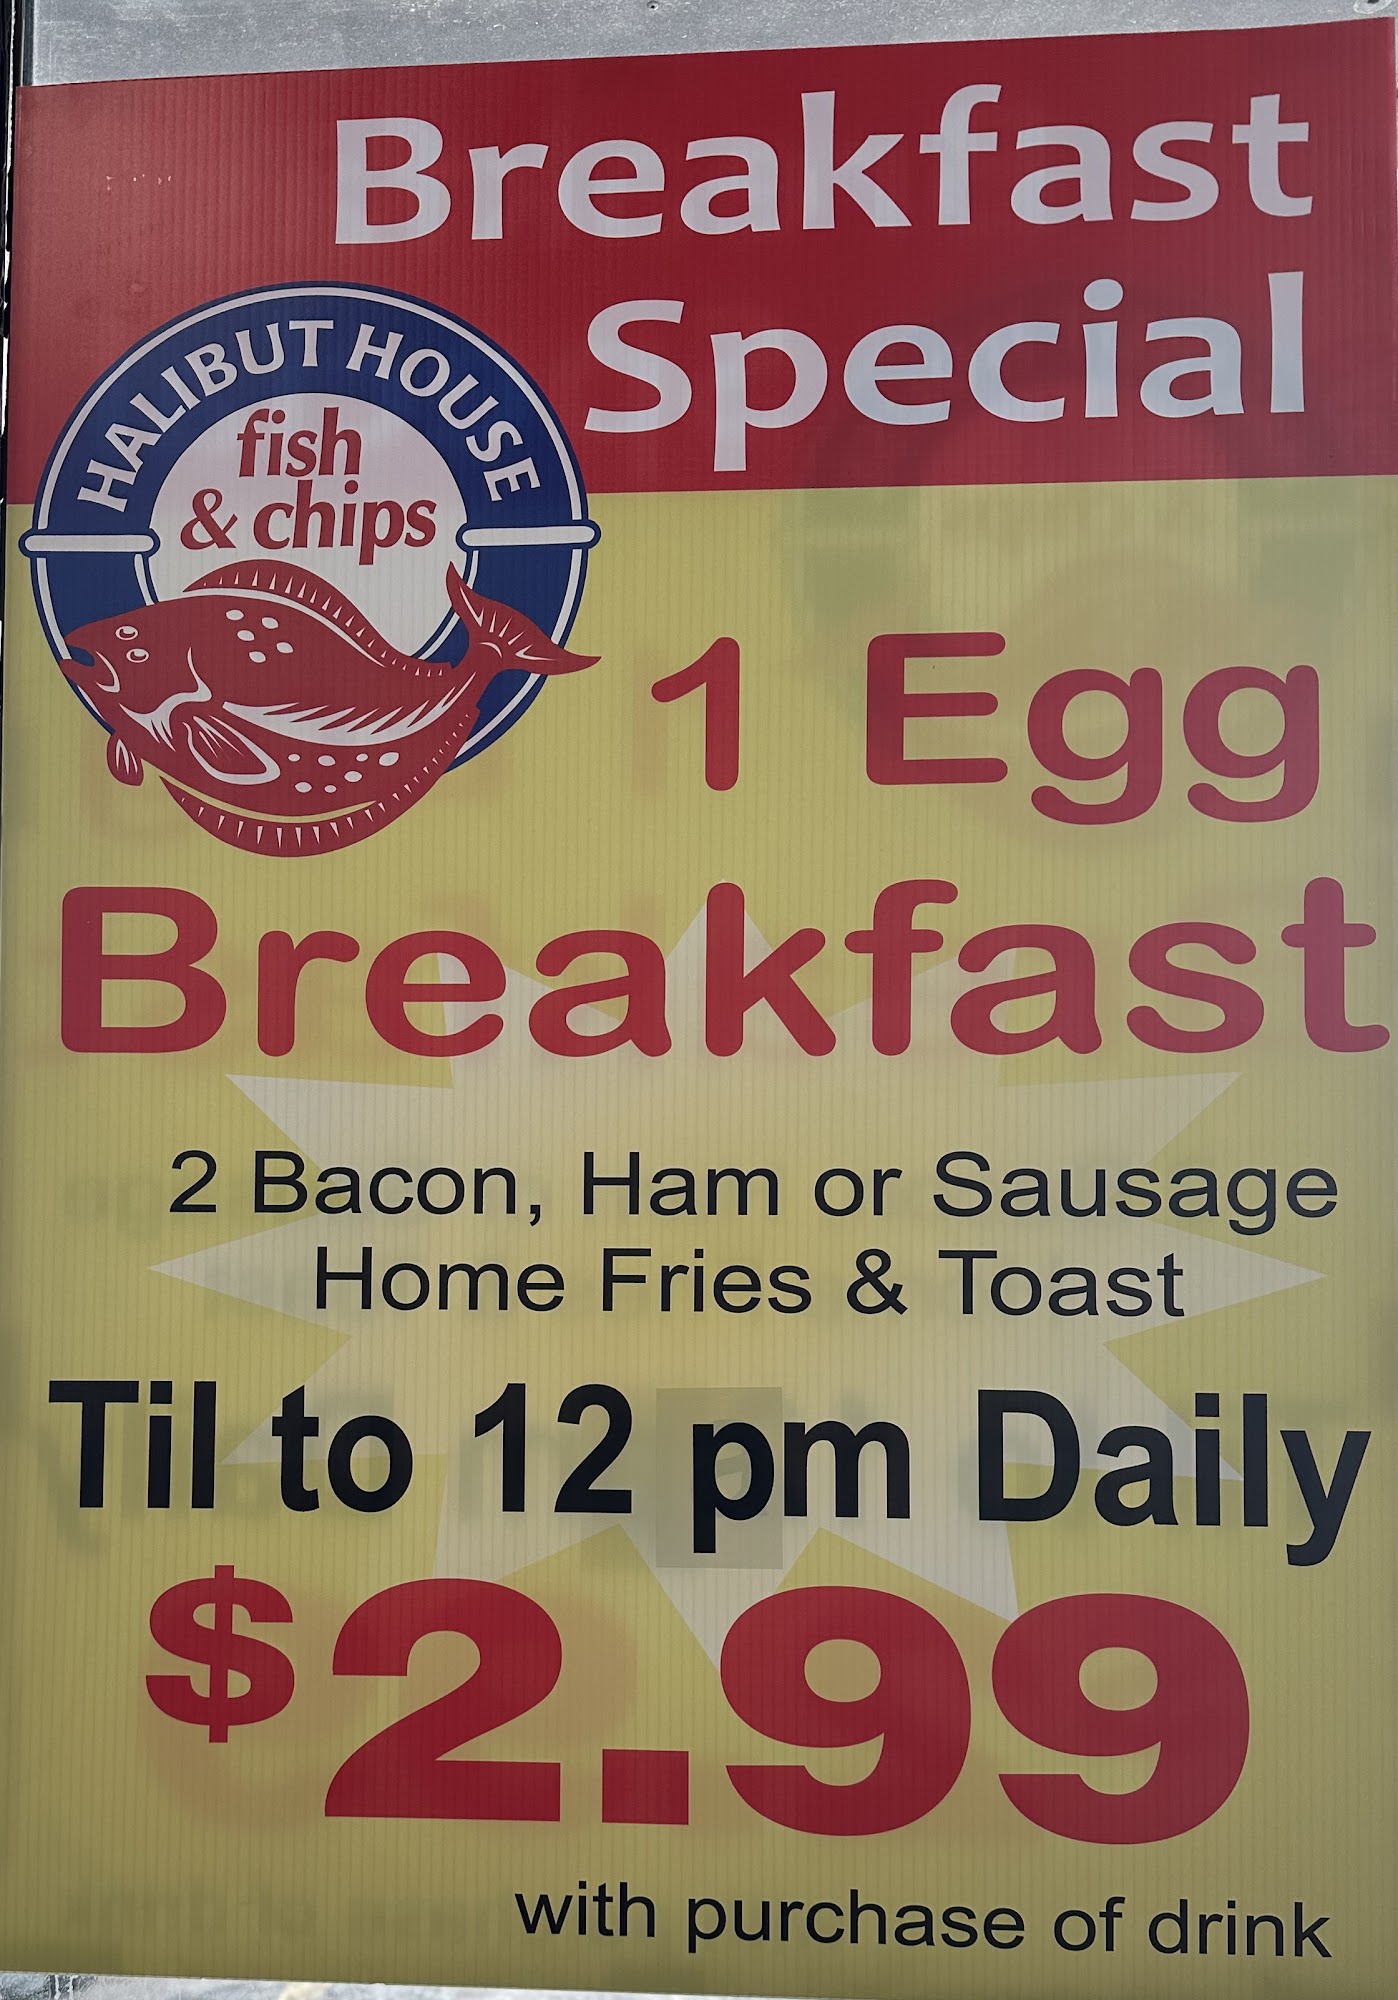 Breakfast
Special
HALIBUT HOUSE
fish
& chips
1 Egg
Breakfast
2 Bacon, Ham or Sausage
Home Fries & Toast
Til to 12 pm Daily
$2.99
with purchase of drink